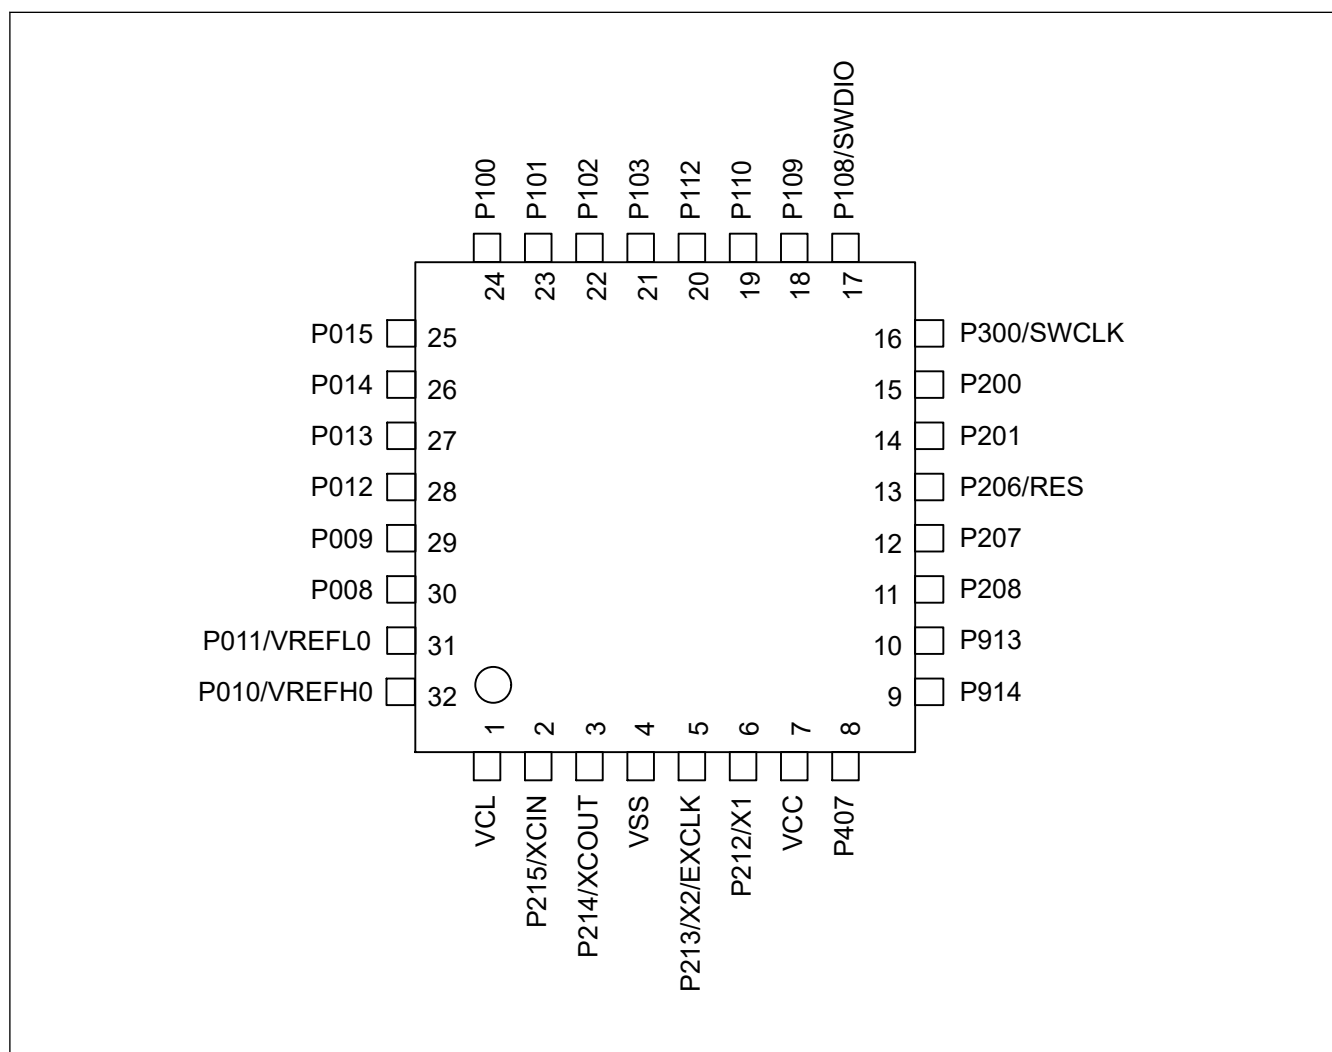 P100
P101
P102
P103
P112
P110
P109
P108/SWDIO
24
23
22
21
20
19
18
17
P015 25
P014 26
P013 27
P012 28
P009 29
P008 30
P011/VREFL0 31
P010/VREFH0 32
16 P300/SWCLK
15 P200
14 P201
13 P206/RES
12 P207
11 P208
10 P913
9 P914
1
2
3
4
5
6
7
8
VCL
P215/XCIN
P214/XCOUT
VSS
P213/X2/EXCLK
P212/X1
VCC
P407